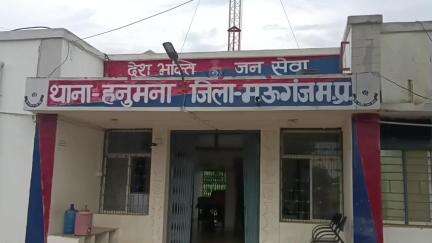 देश भक्ति जन सेवा
थाना-हनुमना जिला-मऊगंज म.प्र.